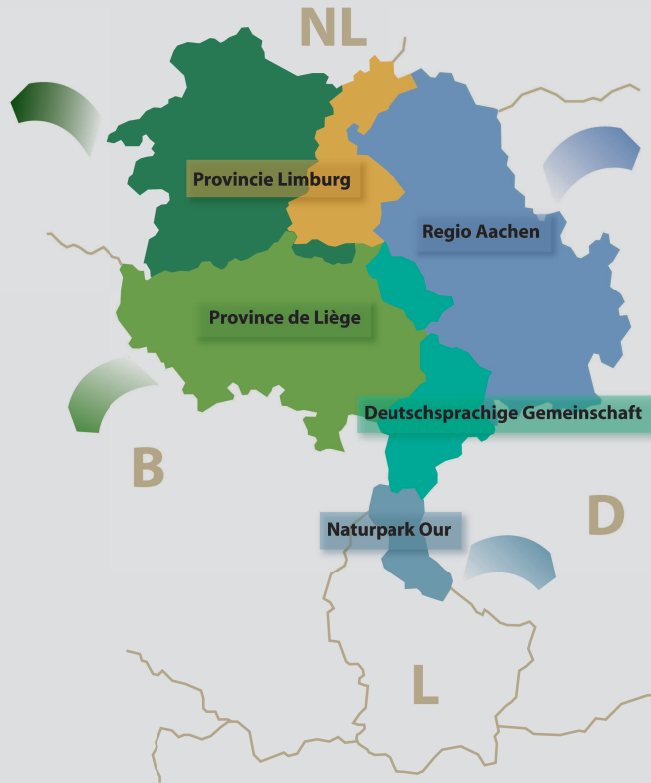 NL
Provincie Limburg
Regio Aachen
Province de Liège
Deutschsprachige Gemeinschaft
B
D
Naturpark Our
L